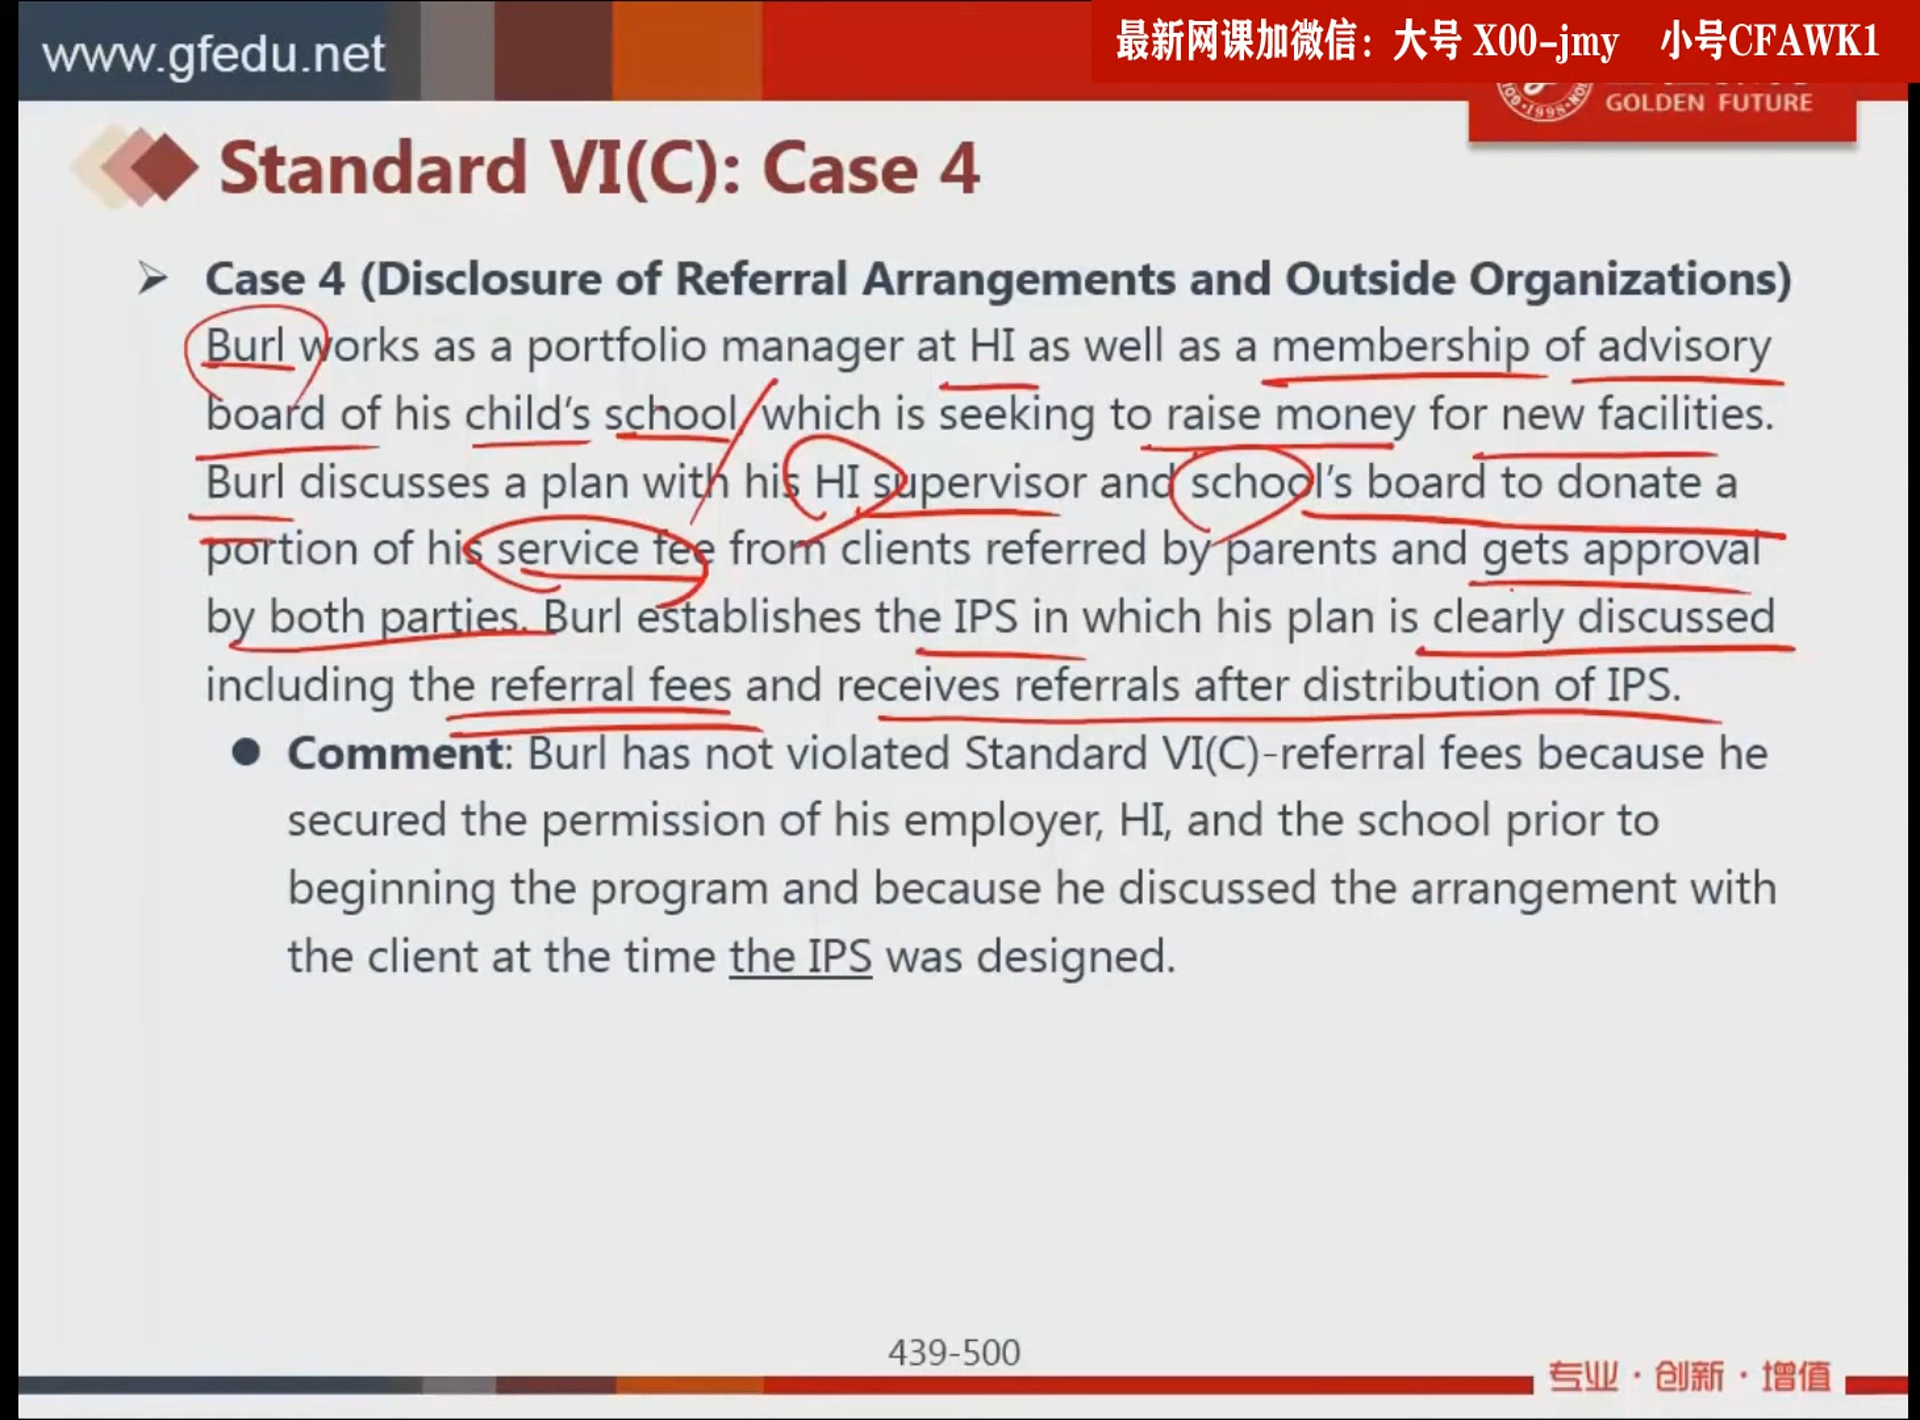 www.gfedu.net
最新网课加微信：大号 X00-jmy 小号CFAWK1
1998
GOLDEN FUTURE
Standard VI(C): Case 4
➢ Case 4 (Disclosure of Referral Arrangements and Outside Organizations)
Burl works as a portfolio manager at HI as well as a membership of advisory
board of his child's school, which is seeking to raise money for new facilities.
Burl discusses a plan with his HI supervisor and school's board to donate a
portion of his service fee from clients referred by parents and gets approval
by both parties. Burl establishes the IPS in which his plan is clearly discussed
including the referral fees and receives referrals after distribution of IPS.
● Comment: Burl has not violated Standard VI(C)-referral fees because he
secured the permission of his employer, HI, and the school prior to
beginning the program and because he discussed the arrangement with
the client at the time the IPS was designed.
439-500
专业·创新·增值